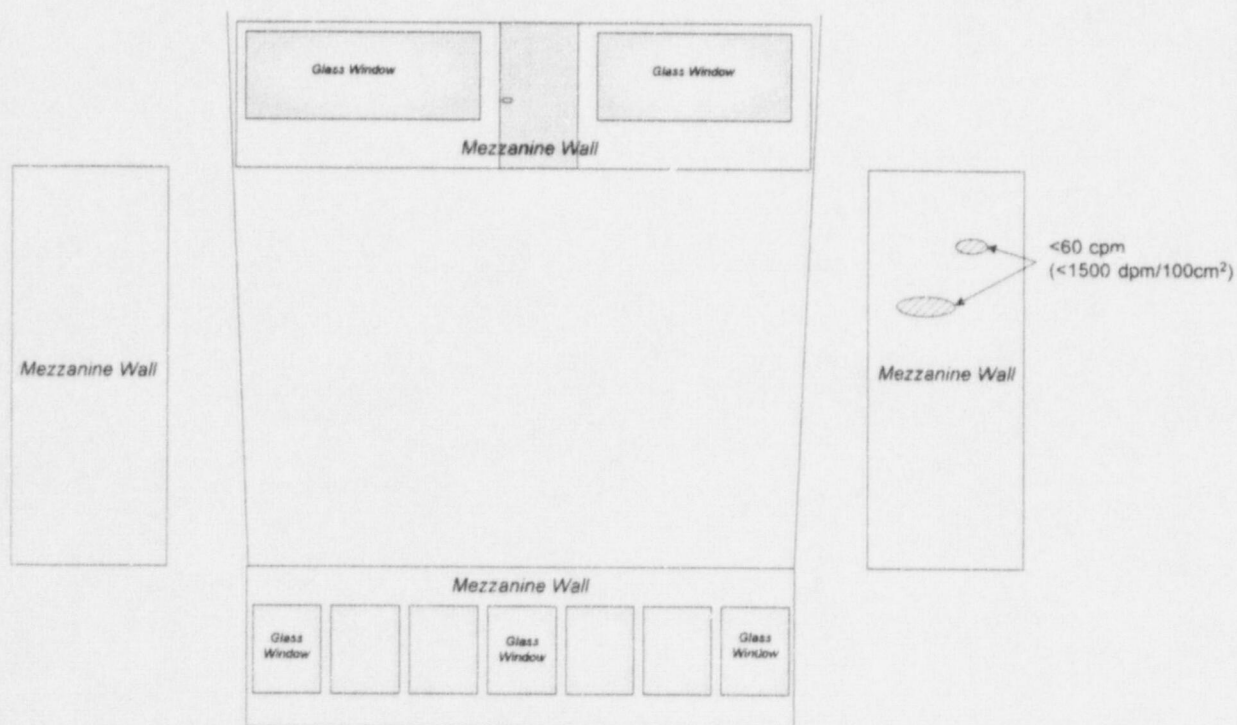 Glass Window
Glass Window
Mezzanine Wall
<60 cpm
(<1500 dpm/100cm²)
Mezzanine Wall
Mezzanine Wall
Mezzanine Wall
Glass
Window
Glass
Window
Glass
Window